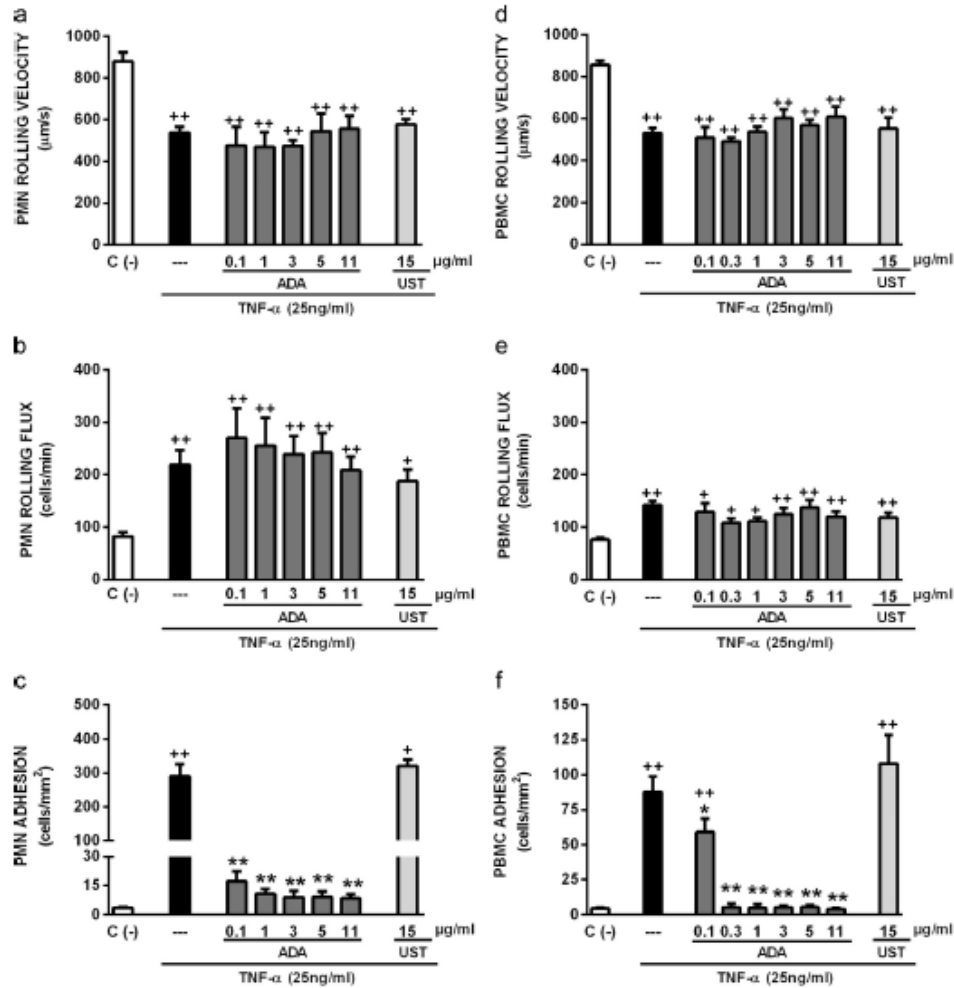 a
PMN ROLLING VELOCITY
(µm/s)
1000
800
600
400
200
0
++ ++ ++ ++ ++ ++ ++
C (-) --- 0.1 1 3 5 11 15 µg/ml
ADA UST
TNF-α (25ng/ml)
d
PBMC ROLLING VELOCITY
(µm/s)
1000
800
600
400
200
0
++ ++ ++ ++ ++ ++ ++ ++
C (-) --- 0.1 0.3 1 3 5 11 15 µg/ml
ADA UST
TNF-α (25ng/ml)
b
PMN ROLLING FLUX
(cells/min)
400
300
200
100
0
++ ++ ++ ++ ++ ++ +
C (-) --- 0.1 1 3 5 11 15 µg/ml
ADA UST
TNF-α (25ng/ml)
e
PBMC ROLLING FLUX
(cells/min)
400
300
200
100
0
++ + + + ++ ++ ++ ++
C (-) --- 0.1 0.3 1 3 5 11 15 µg/ml
ADA UST
TNF-α (25ng/ml)
c
PMN ADHESION
(cells/mm²)
500
400
300
200
100
30
15
0
++ ** ** ** ** ** +
C (-) --- 0.1 1 3 5 11 15 µg/ml
ADA UST
TNF-α (25ng/ml)
f
PBMC ADHESION
(cells/mm²)
150
125
100
75
50
25
0
++ ++ ++
* ** ** ** ** **
C (-) --- 0.1 0.3 1 3 5 11 15 µg/ml
ADA UST
TNF-α (25ng/ml)